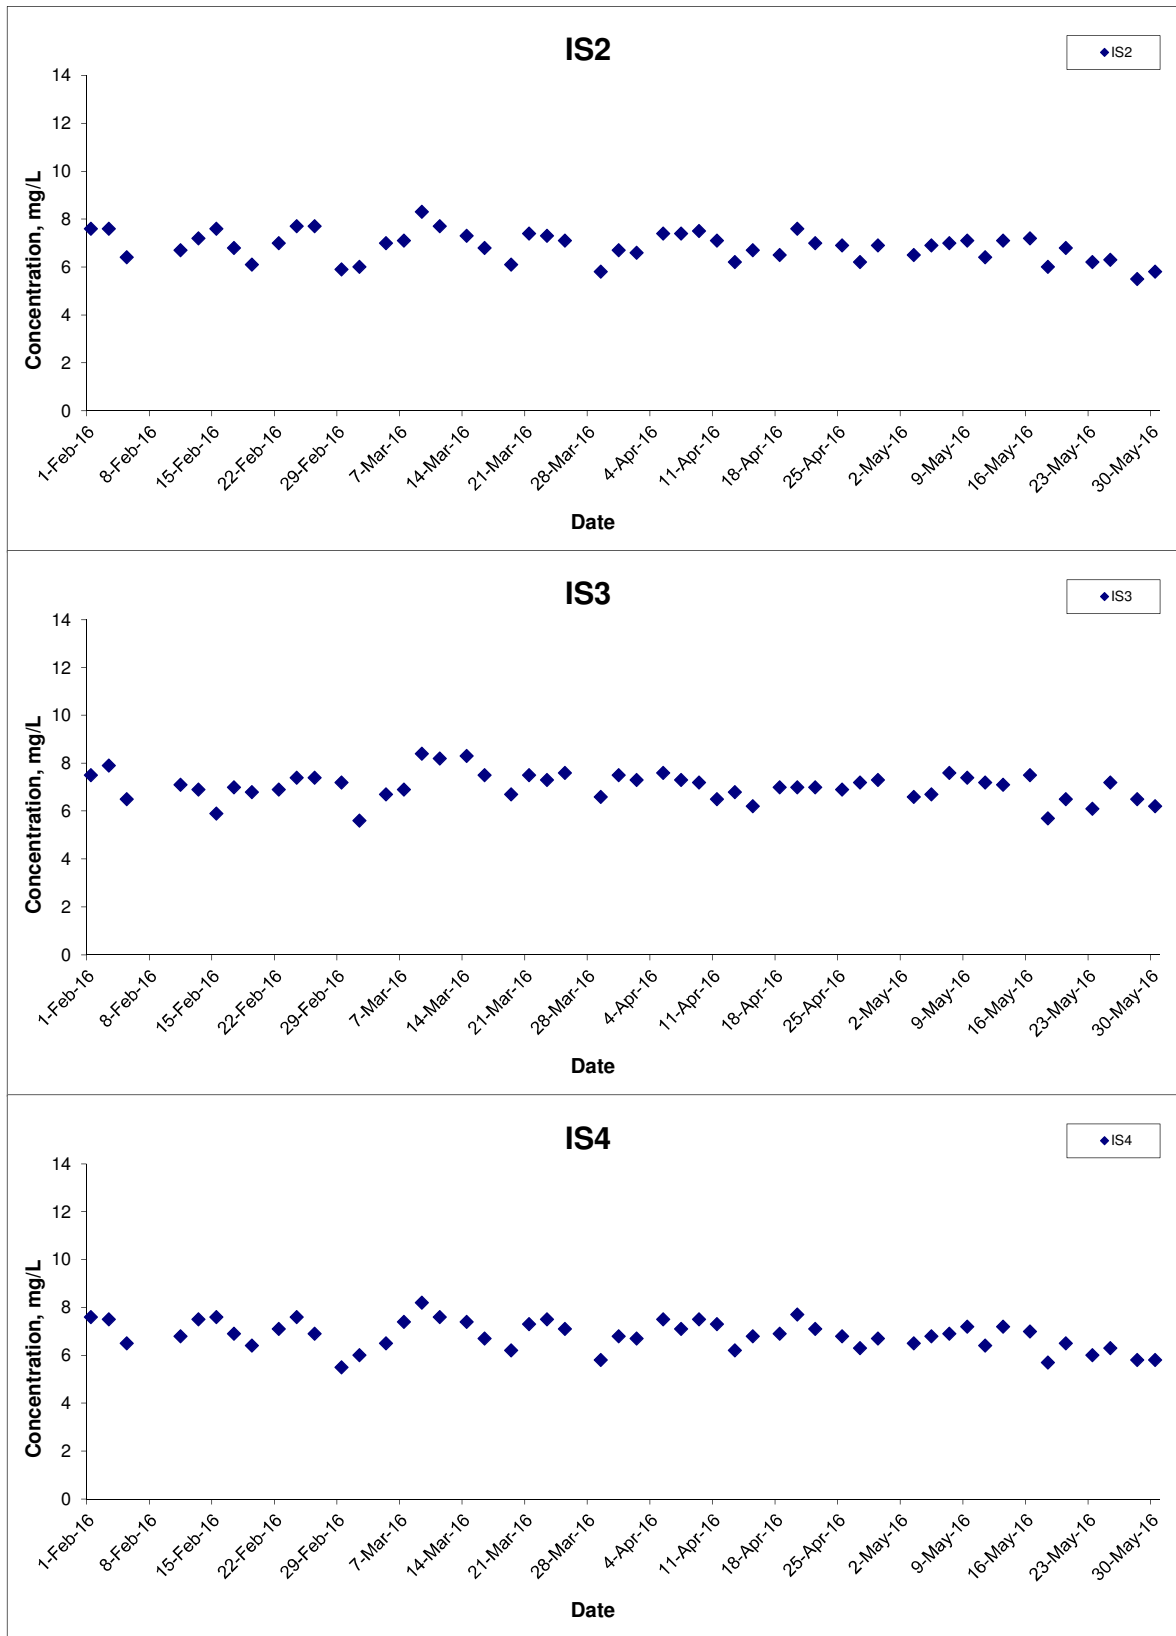 IS2
IS2
Concentration, mg/L
14
12
10
8
6
4
2
0
1-Feb-16
8-Feb-16
15-Feb-16
22-Feb-16
29-Feb-16
7-Mar-16
14-Mar-16
21-Mar-16
28-Mar-16
4-Apr-16
11-Apr-16
18-Apr-16
25-Apr-16
2-May-16
9-May-16
16-May-16
23-May-16
30-May-16
Date
IS3
IS3
Concentration, mg/L
14
12
10
8
6
4
2
0
1-Feb-16
8-Feb-16
15-Feb-16
22-Feb-16
29-Feb-16
7-Mar-16
14-Mar-16
21-Mar-16
28-Mar-16
4-Apr-16
11-Apr-16
18-Apr-16
25-Apr-16
2-May-16
9-May-16
16-May-16
23-May-16
30-May-16
Date
IS4
IS4
Concentration, mg/L
14
12
10
8
6
4
2
0
1-Feb-16
8-Feb-16
15-Feb-16
22-Feb-16
29-Feb-16
7-Mar-16
14-Mar-16
21-Mar-16
28-Mar-16
4-Apr-16
11-Apr-16
18-Apr-16
25-Apr-16
2-May-16
9-May-16
16-May-16
23-May-16
30-May-16
Date